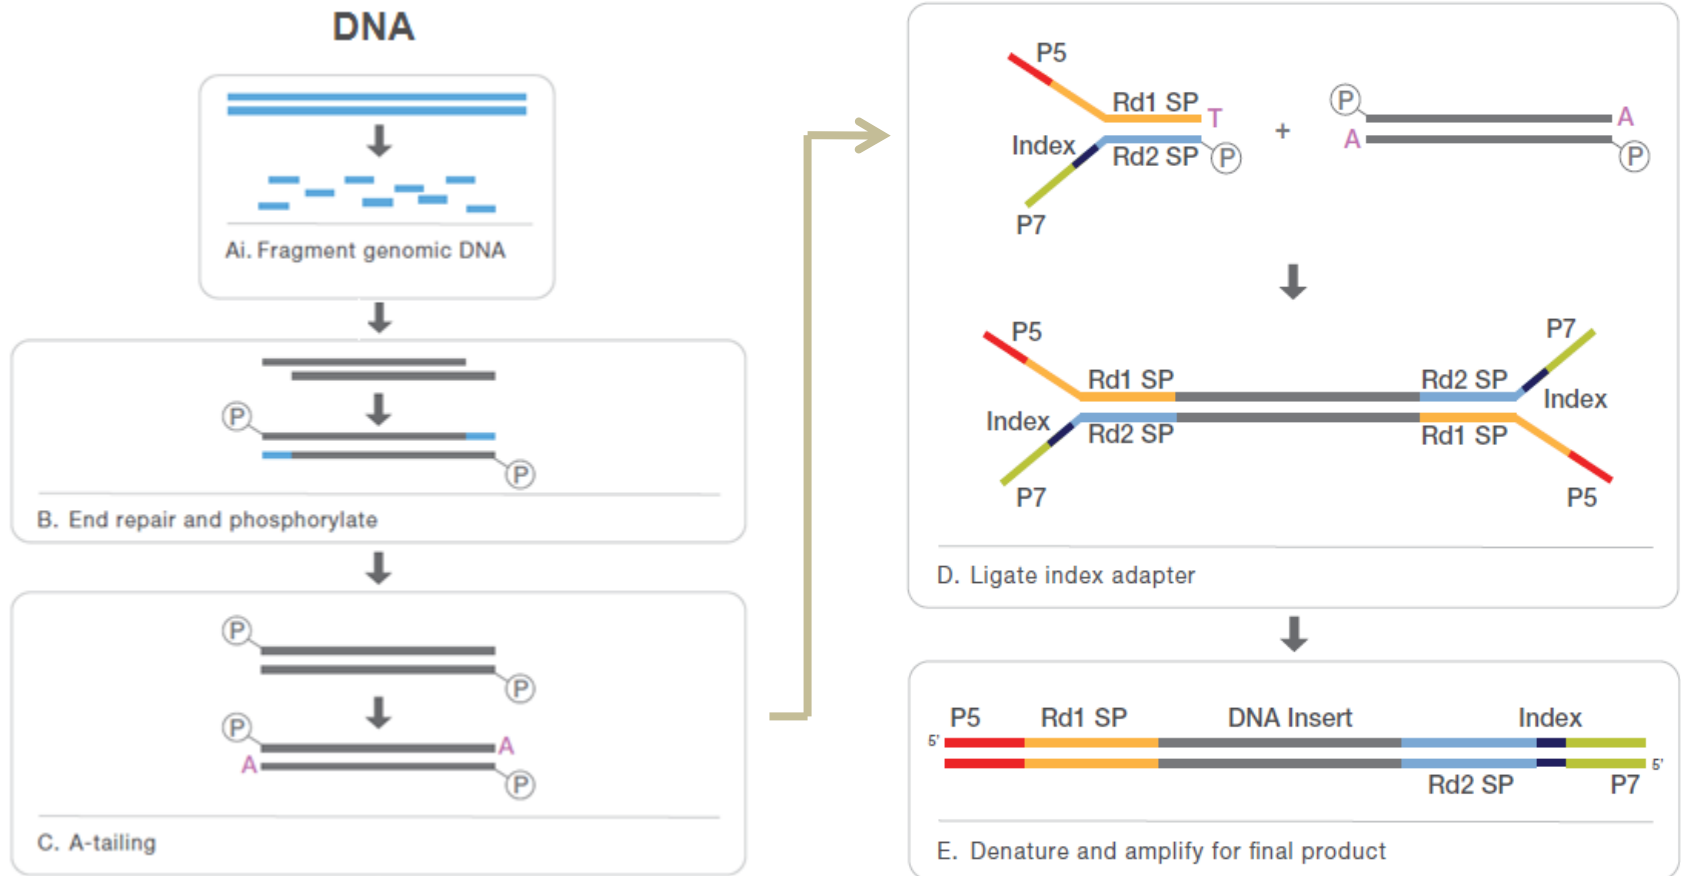 DNA
Ai. Fragment genomic DNA
P
P
B. End repair and phosphorylate
P
P
P
A
A
P
C. A-tailing
P5
Rd1 SP T
Index
Rd2 SP P
P7
+
P
A
A
P
P5
P7
Rd1 SP
Rd2 SP
Index
Index
Rd2 SP
Rd1 SP
P7
P5
D. Ligate index adapter
P5 Rd1 SP DNA Insert Index
5'
5'
Rd2 SP P7
E. Denature and amplify for final product